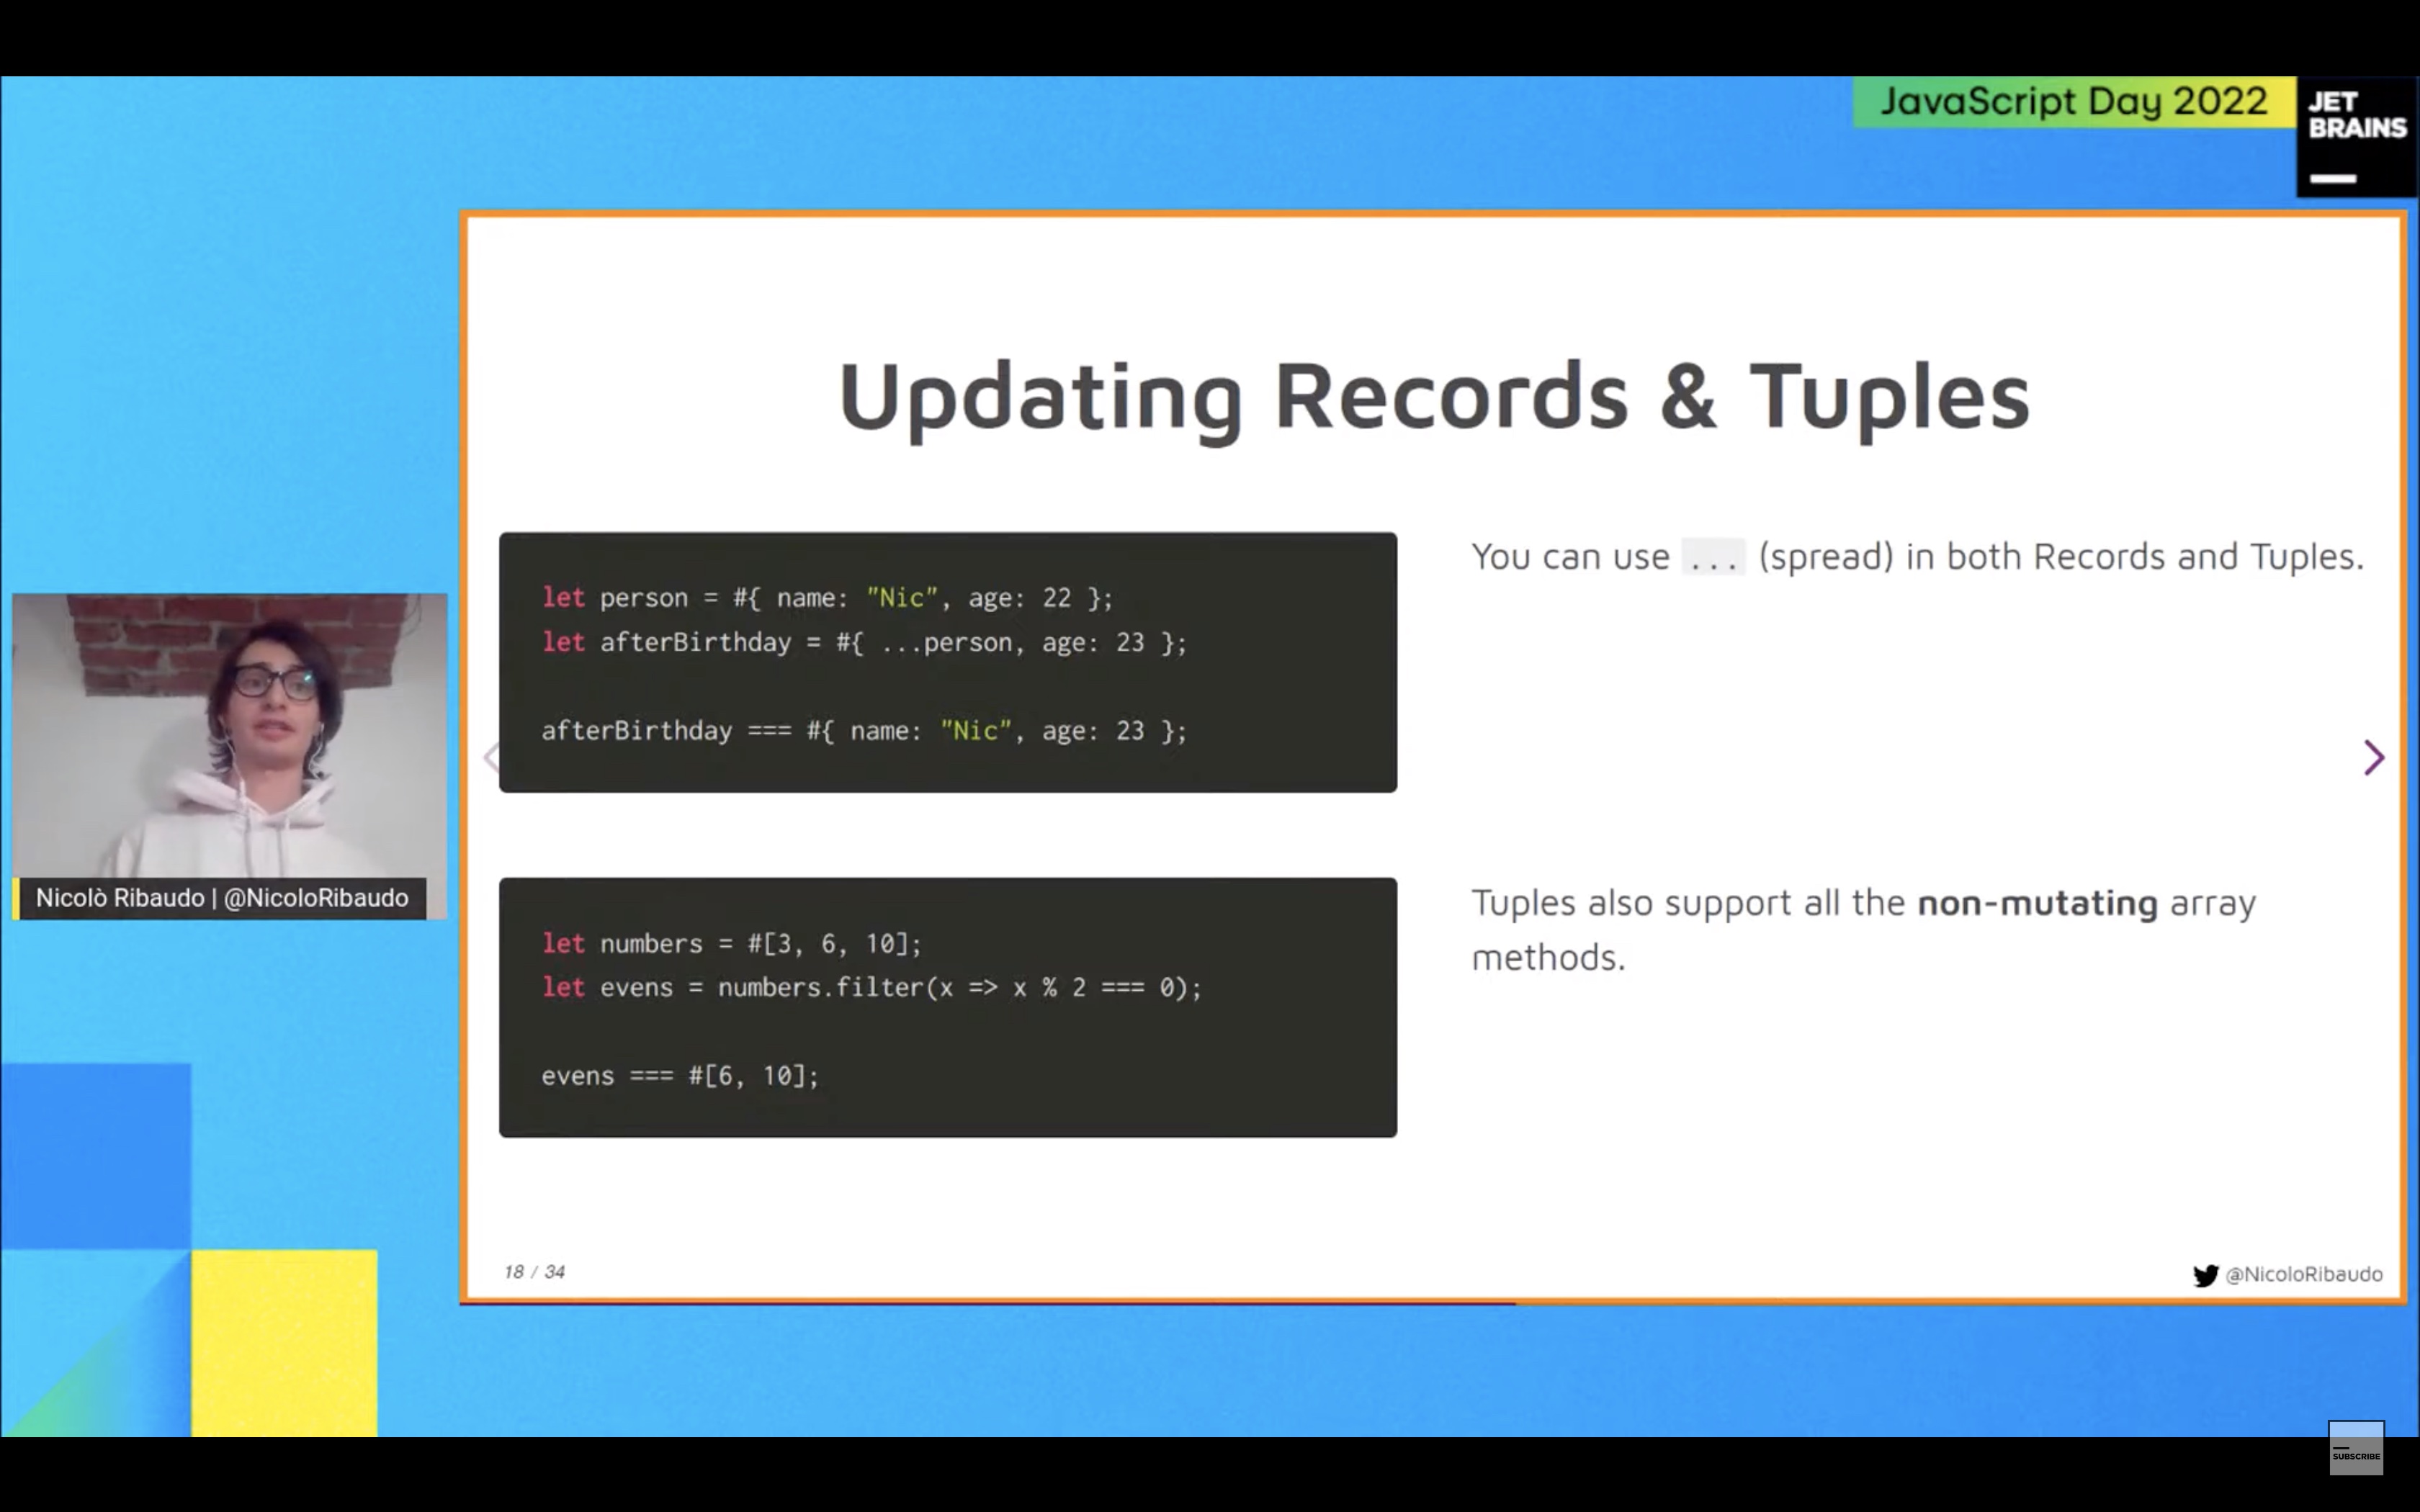 JavaScript Day 2022
JET
BRAINS
Updating Records & Tuples
let person = #{ name: "Nic", age: 22 };
let afterBirthday = #{ ...person, age: 23 };
afterBirthday === #{ name: "Nic", age: 23 };
You can use ... (spread) in both Records and Tuples.
Nicolò Ribaudo | @NicoloRibaudo
let numbers = #[3, 6, 10];
let evens = numbers.filter(x => x % 2 === 0);
evens === #[6, 10];
Tuples also support all the non-mutating array
methods.
18 / 34
@NicoloRibaudo
SUBSCRIBE